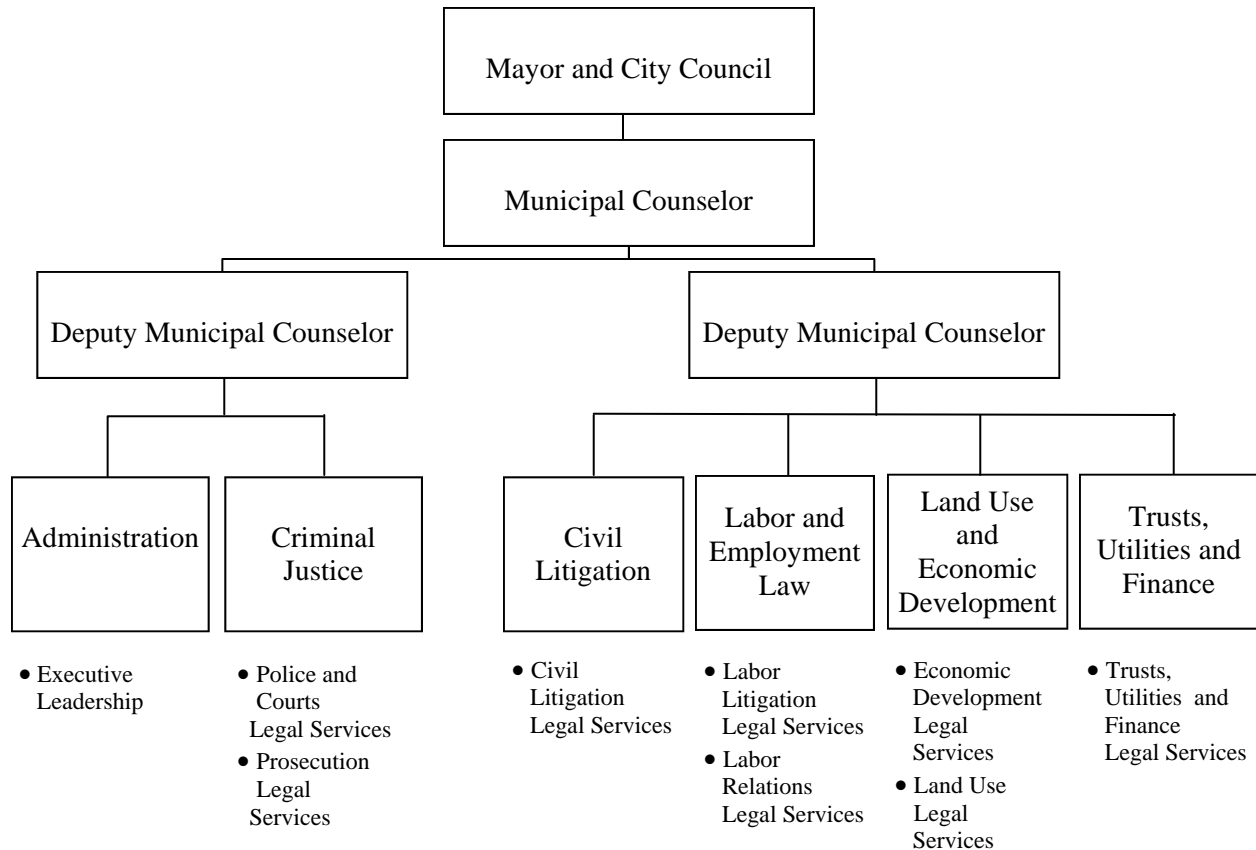 Mayor and City Council
Municipal Counselor
Deputy Municipal Counselor
Deputy Municipal Counselor
Administration
Criminal
Justice
Civil
Litigation
Labor and
Employment
Law
Land Use
and
Economic
Development
Trusts,
Utilities and
Finance
• Executive
Leadership
• Police and
Courts
Legal Services
• Prosecution
Legal
Services
• Civil
Litigation
Legal Services
• Labor
Litigation
Legal Services
• Labor
Relations
Legal Services
• Economic
Development
Legal
Services
• Land Use
Legal
Services
• Trusts,
Utilities and
Finance
Legal Services